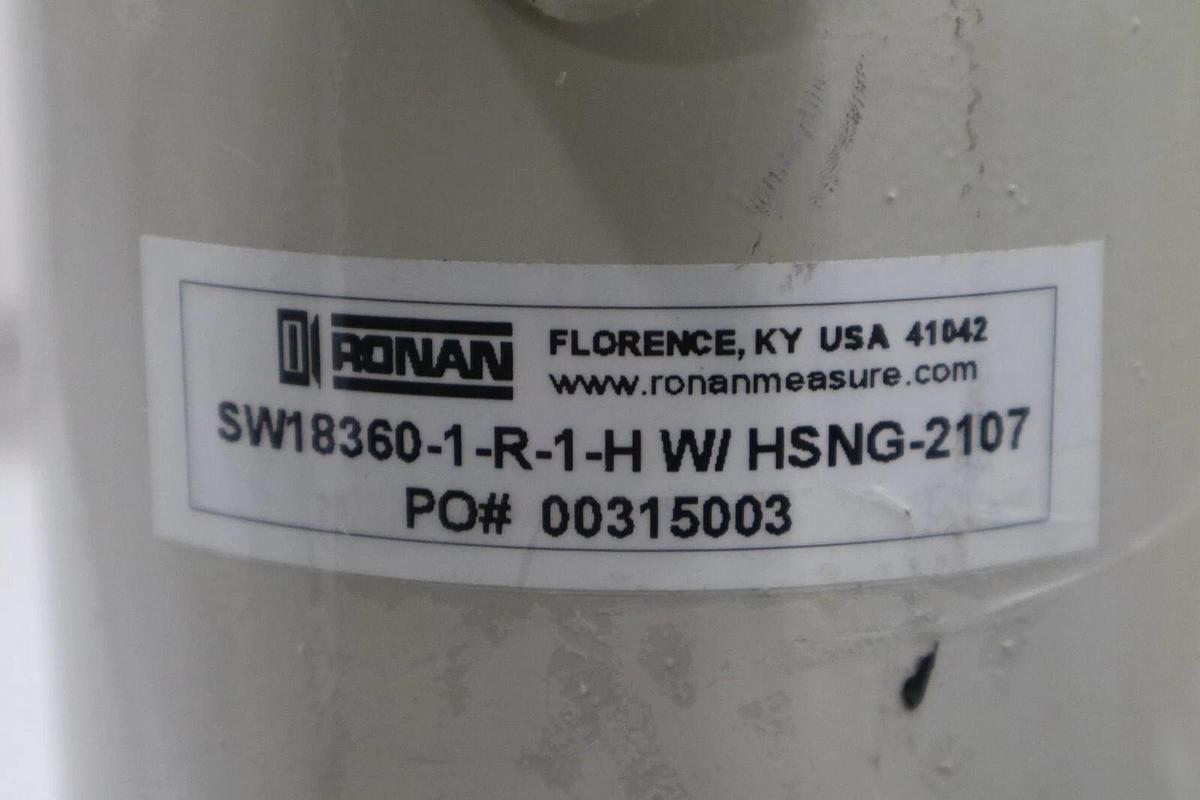 RONAN
FLORENCE, KY USA 41042
www.ronanmeasure.com
SW18360-1-R-1-H W/ HSNG-2107
PO# 00315003